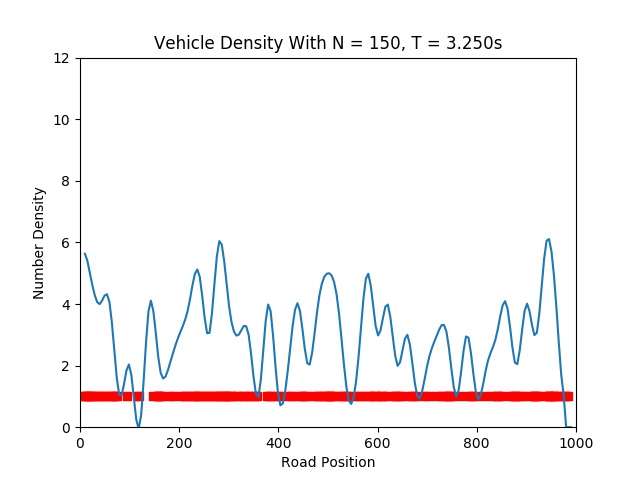 Vehicle Density With N = 150, T = 3.250s
12
10
8
6
4
2
0
Number Density
0 200 400 600 800 1000
Road Position